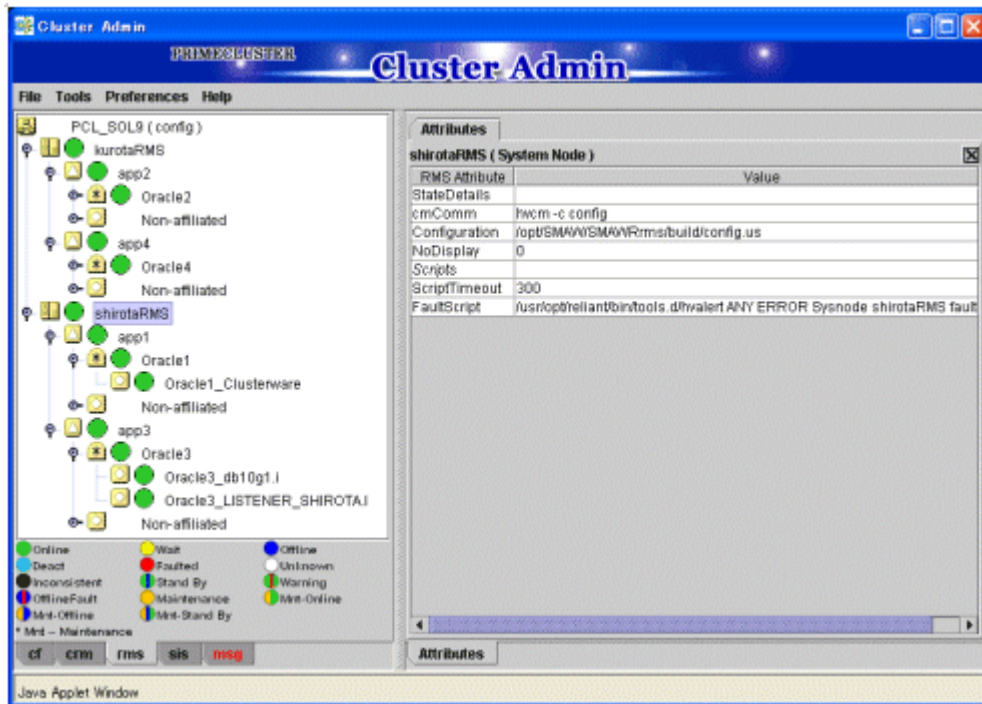 Cluster Admin
PRIMECLUSTER
Cluster Admin
File Tools Preferences Help
PCL_SOL9 ( config )
kurotaRMS
app2
Oracle2
Non-affiliated
app4
Oracle4
Non-affiliated
shirotaRMS
app1
Oracle1
Oracle1_Clusterware
Non-affiliated
app3
Oracle3
Oracle3_db10g1.i
Oracle3_LISTENER_SHIROTA.l
Non-affiliated
Online Wait Offline
Deact Faulted Unknown
Inconsistent Stand By Warning
OfflineFault Maintenance Mnt-Online
Mnt-Offline Mnt-Stand By
* Mnt -- Maintenance
cf crm rms sis msg
Attributes
shirotaRMS ( System Node )
RMS Attribute Value
StateDetails
cmComm hwcm -c config
Configuration /opt/SMAW/SMAWRrms/build/config.us
NoDisplay 0
Scripts
ScriptTimeout 300
FaultScript /usr/opt/reliant/bin/tools.d/hvalert ANY ERROR Sysnode shirotaRMS fault
Attributes
Java Applet Window